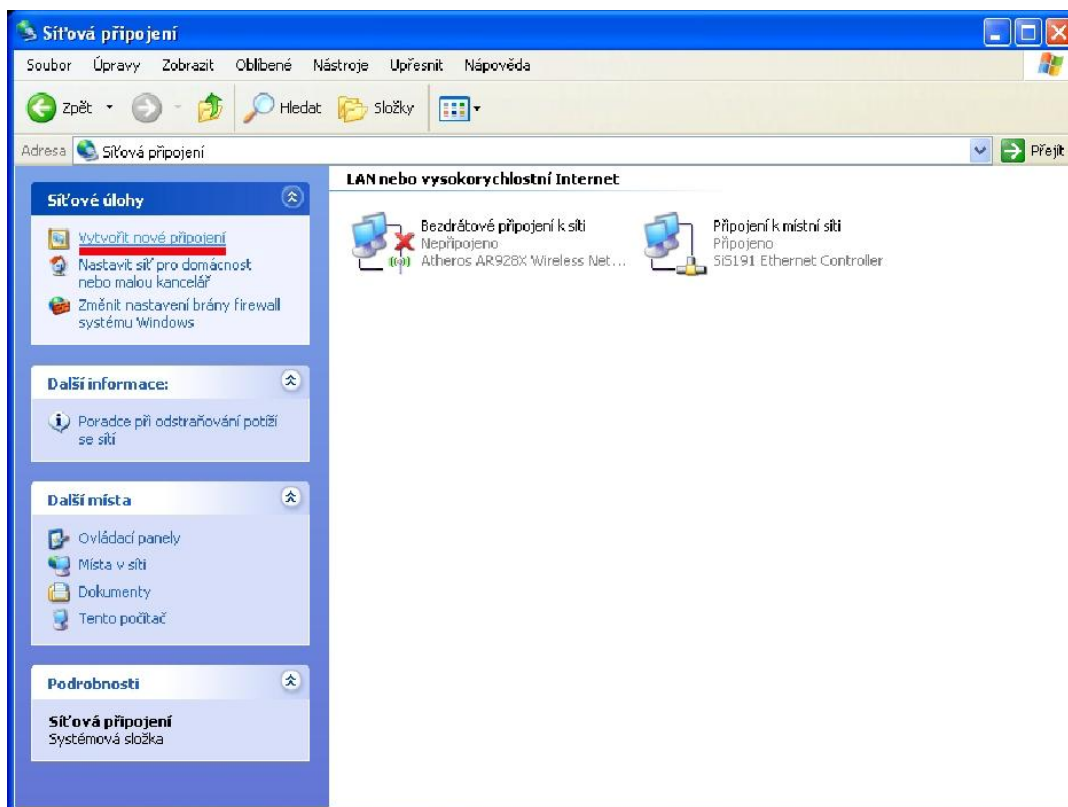 Síťová připojení
Soubor Úpravy Zobrazit Oblíbené Nástroje Upřesnit Nápověda
Zpět Hledat Složky
Adresa Síťová připojení Přejít
Síťové úlohy
Vytvořit nové připojení
Nastavit síť pro domácnost
nebo malou kancelář
Změnit nastavení brány firewall
systému Windows
Další informace:
Poradce při odstraňování potíží
se sítí
Další místa
Ovládací panely
Místa v síti
Dokumenty
Tento počítač
Podrobnosti
Síťová připojení
Systémová složka
LAN nebo vysokorychlostní Internet
Bezdrátové připojení k síti
Nepřipojeno
Atheros AR928X Wireless Net...
Připojení k místní síti
Připojeno
SiS191 Ethernet Controller